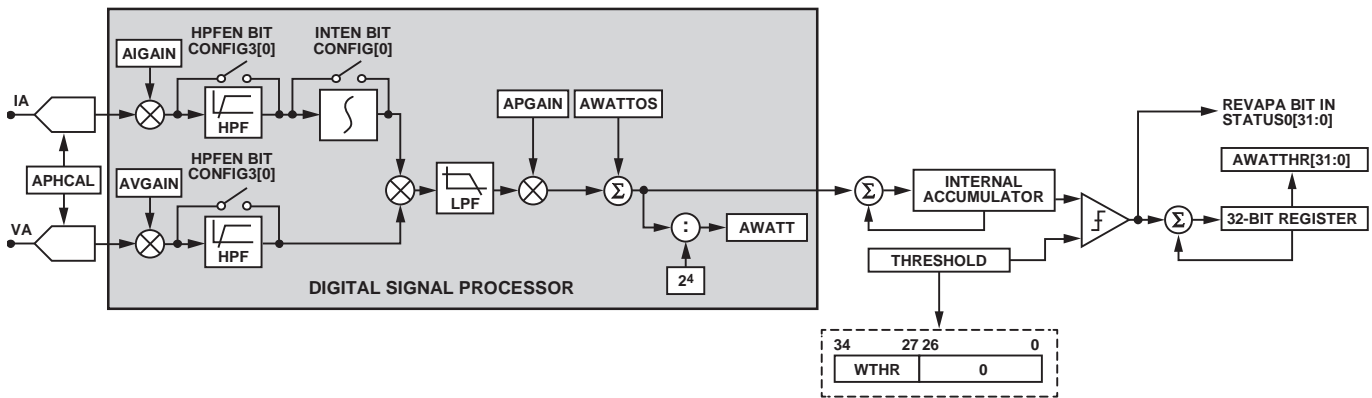 HPFEN BIT
CONFIG3[0]
INTEN BIT
CONFIG[0]
AIGAIN
IA
HPF
APHCAL
AVGAIN
HPFEN BIT
CONFIG3[0]
VA
HPF
LPF
APGAIN
AWATTOS
Σ
:
AWATT
2⁴
DIGITAL SIGNAL PROCESSOR
Σ
INTERNAL
ACCUMULATOR
THRESHOLD
REVAPA BIT IN
STATUS0[31:0]
AWATTHR[31:0]
Σ
32-BIT REGISTER
34 27 26 0
WTHR 0